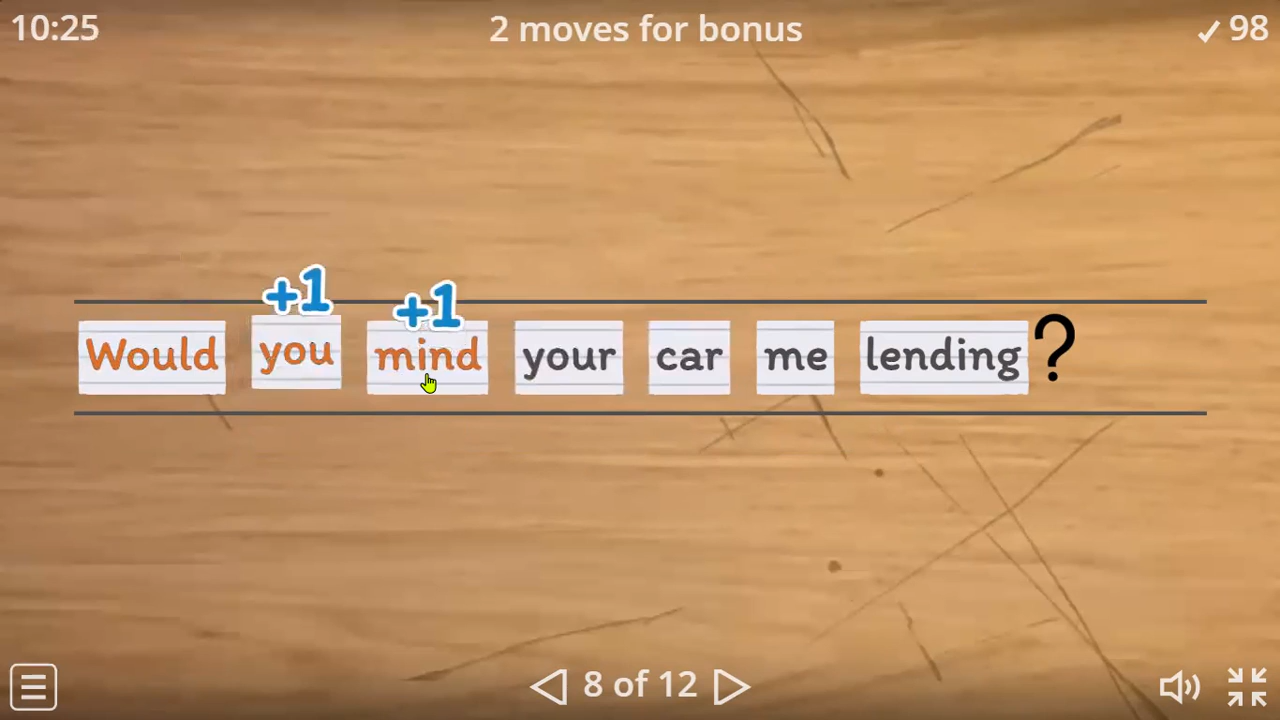 10:25 2 moves for bonus ✓ 98
+1 +1
Would you mind your car me lending ?
8 of 12